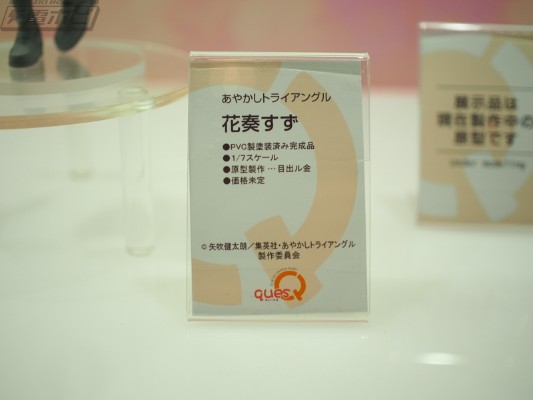 電ホビ
あやかしトライアングル
花奏すず
●PVC製塗装済み完成品
●1/7スケール
●原型製作 … 目出ル金
●価格未定
© 矢吹健太朗／集英社・あやかしトライアングル
製作委員会
quesQ
展示品は
現在製作中の
原型です